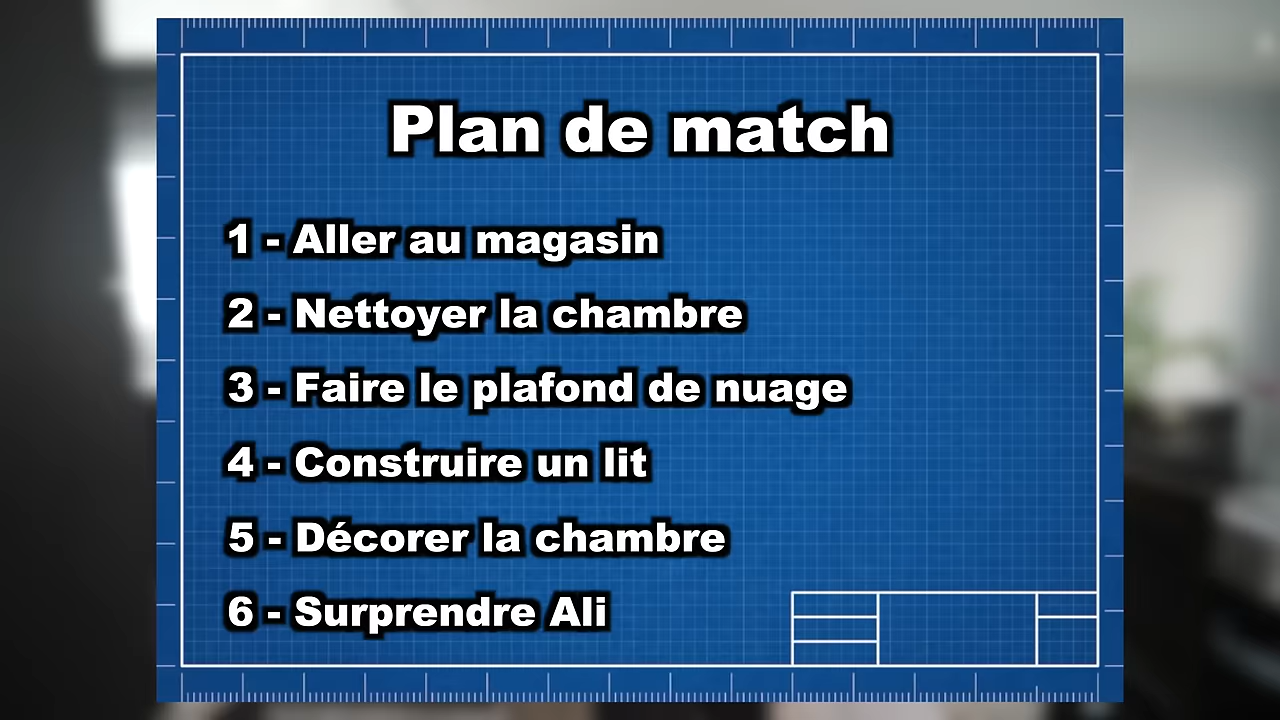 Plan de match
1 - Aller au magasin
2 - Nettoyer la chambre
3 - Faire le plafond de nuage
4 - Construire un lit
5 - Décorer la chambre
6 - Surprendre Ali